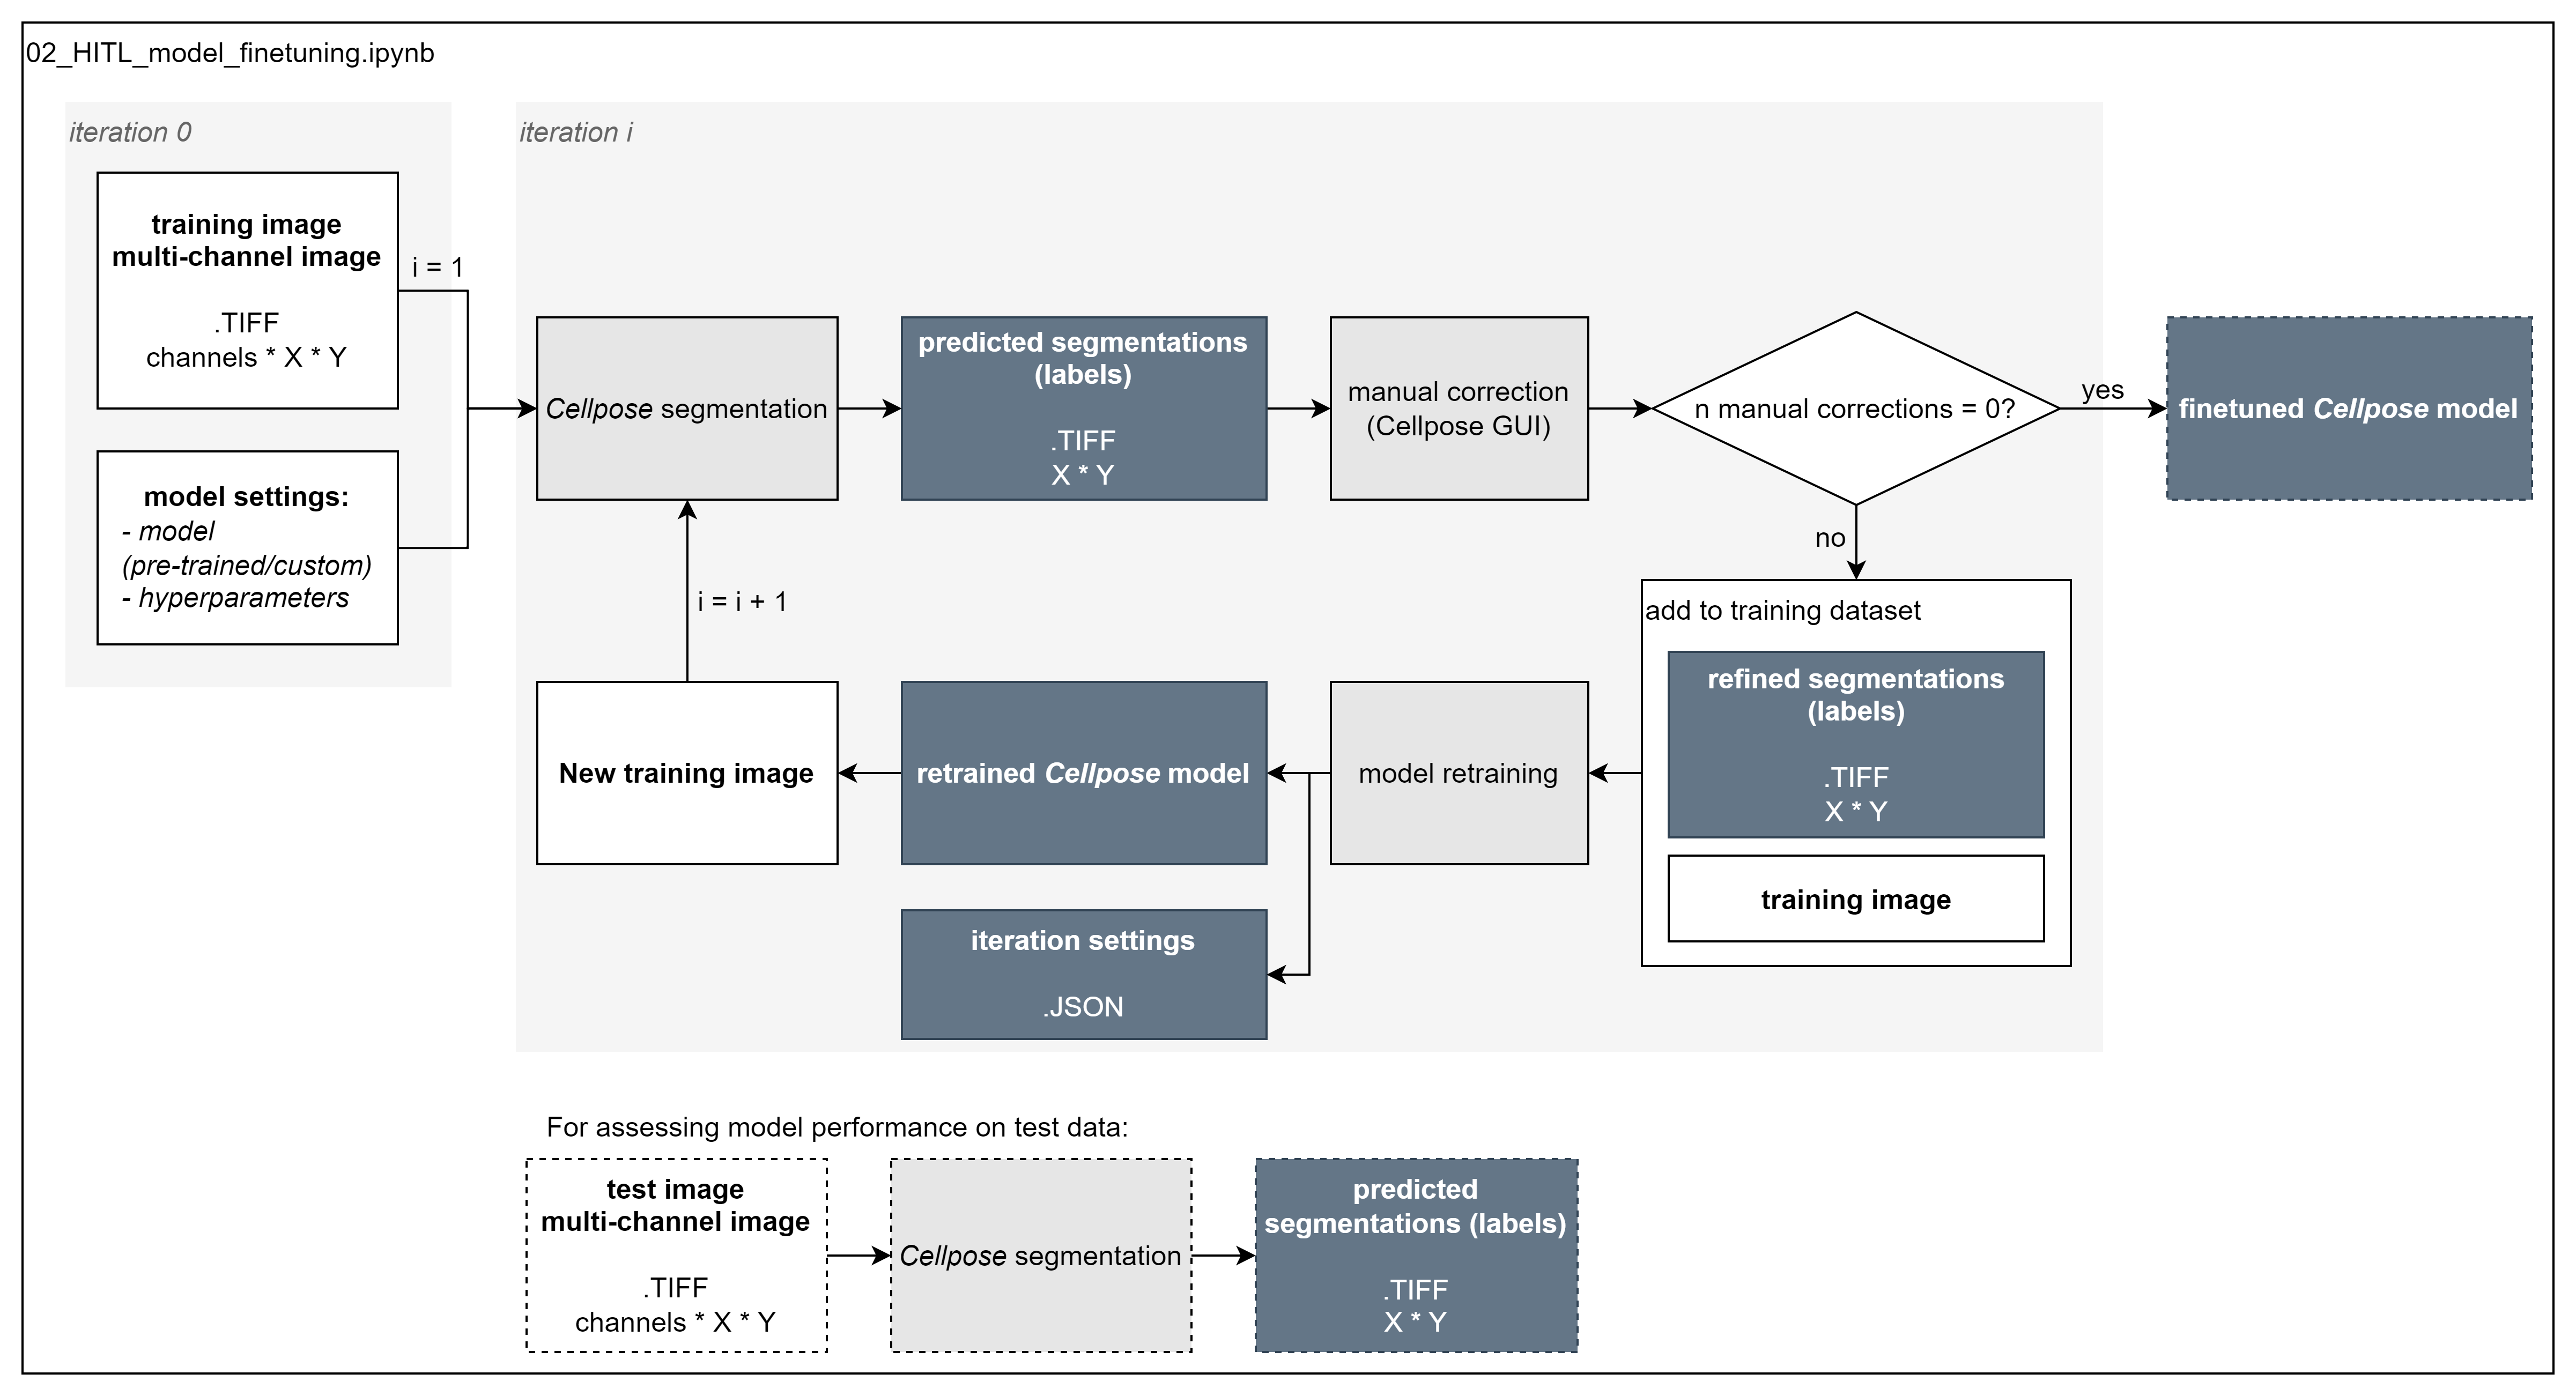 02_HITL_model_finetuning.ipynb
iteration 0
training image
multi-channel image
.TIFF
channels * X * Y
i = 1
model settings:
- model
(pre-trained/custom)
- hyperparameters
iteration i
Cellpose segmentation
predicted segmentations
(labels)
.TIFF
X * Y
manual correction
(Cellpose GUI)
n manual corrections = 0?
yes
finetuned Cellpose model
no
add to training dataset
refined segmentations
(labels)
.TIFF
X * Y
training image
model retraining
retrained Cellpose model
iteration settings
.JSON
New training image
i = i + 1
For assessing model performance on test data:
test image
multi-channel image
.TIFF
channels * X * Y
Cellpose segmentation
predicted
segmentations (labels)
.TIFF
X * Y